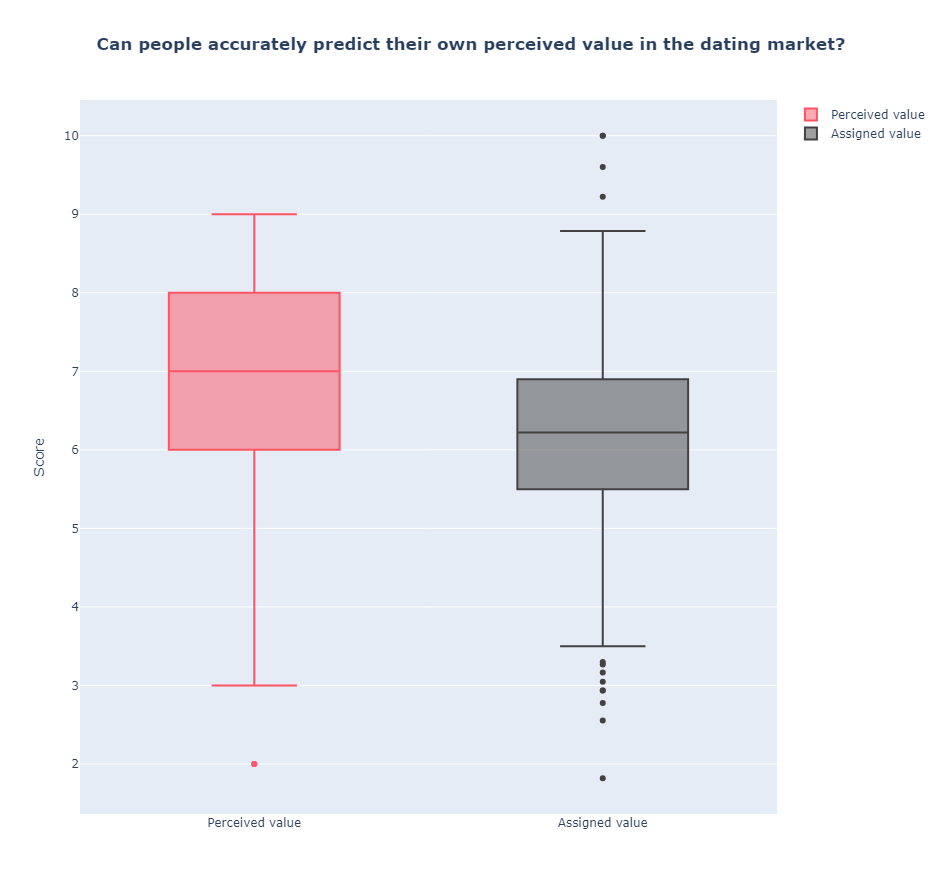 Can people accurately predict their own perceived value in the dating market?
Perceived value
Assigned value
10
9
8
7
6
5
4
3
2
Score
Perceived value
Assigned value